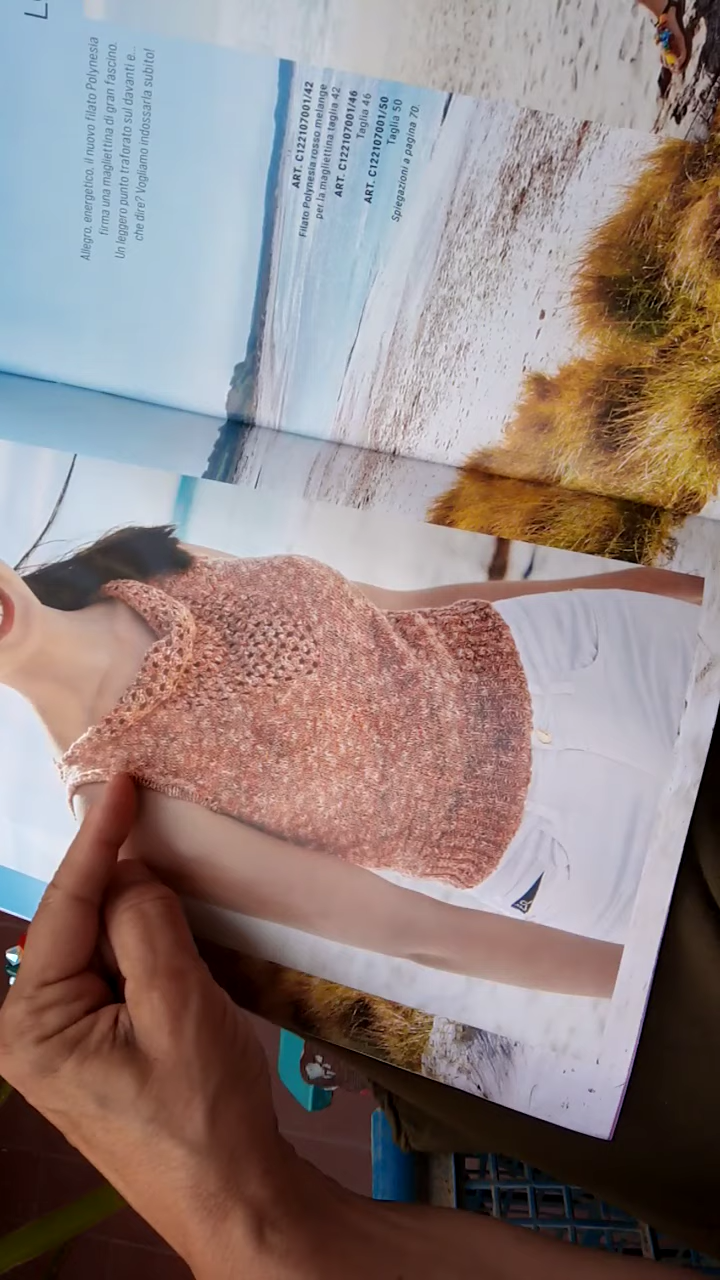 Allegro, energetico, il nuovo filato Polynesia
firma una magliettina di gran fascino.
Un leggero punto traforato sul davanti e...
che dire? Vogliamo indossarla subito!
ART. C122107001/42
Filato Polynesia rosso melange
per la magliettina taglia 42
ART. C122107001/46
Taglia 46
ART. C122107001/50
Taglia 50
Spiegazioni a pagina 70.